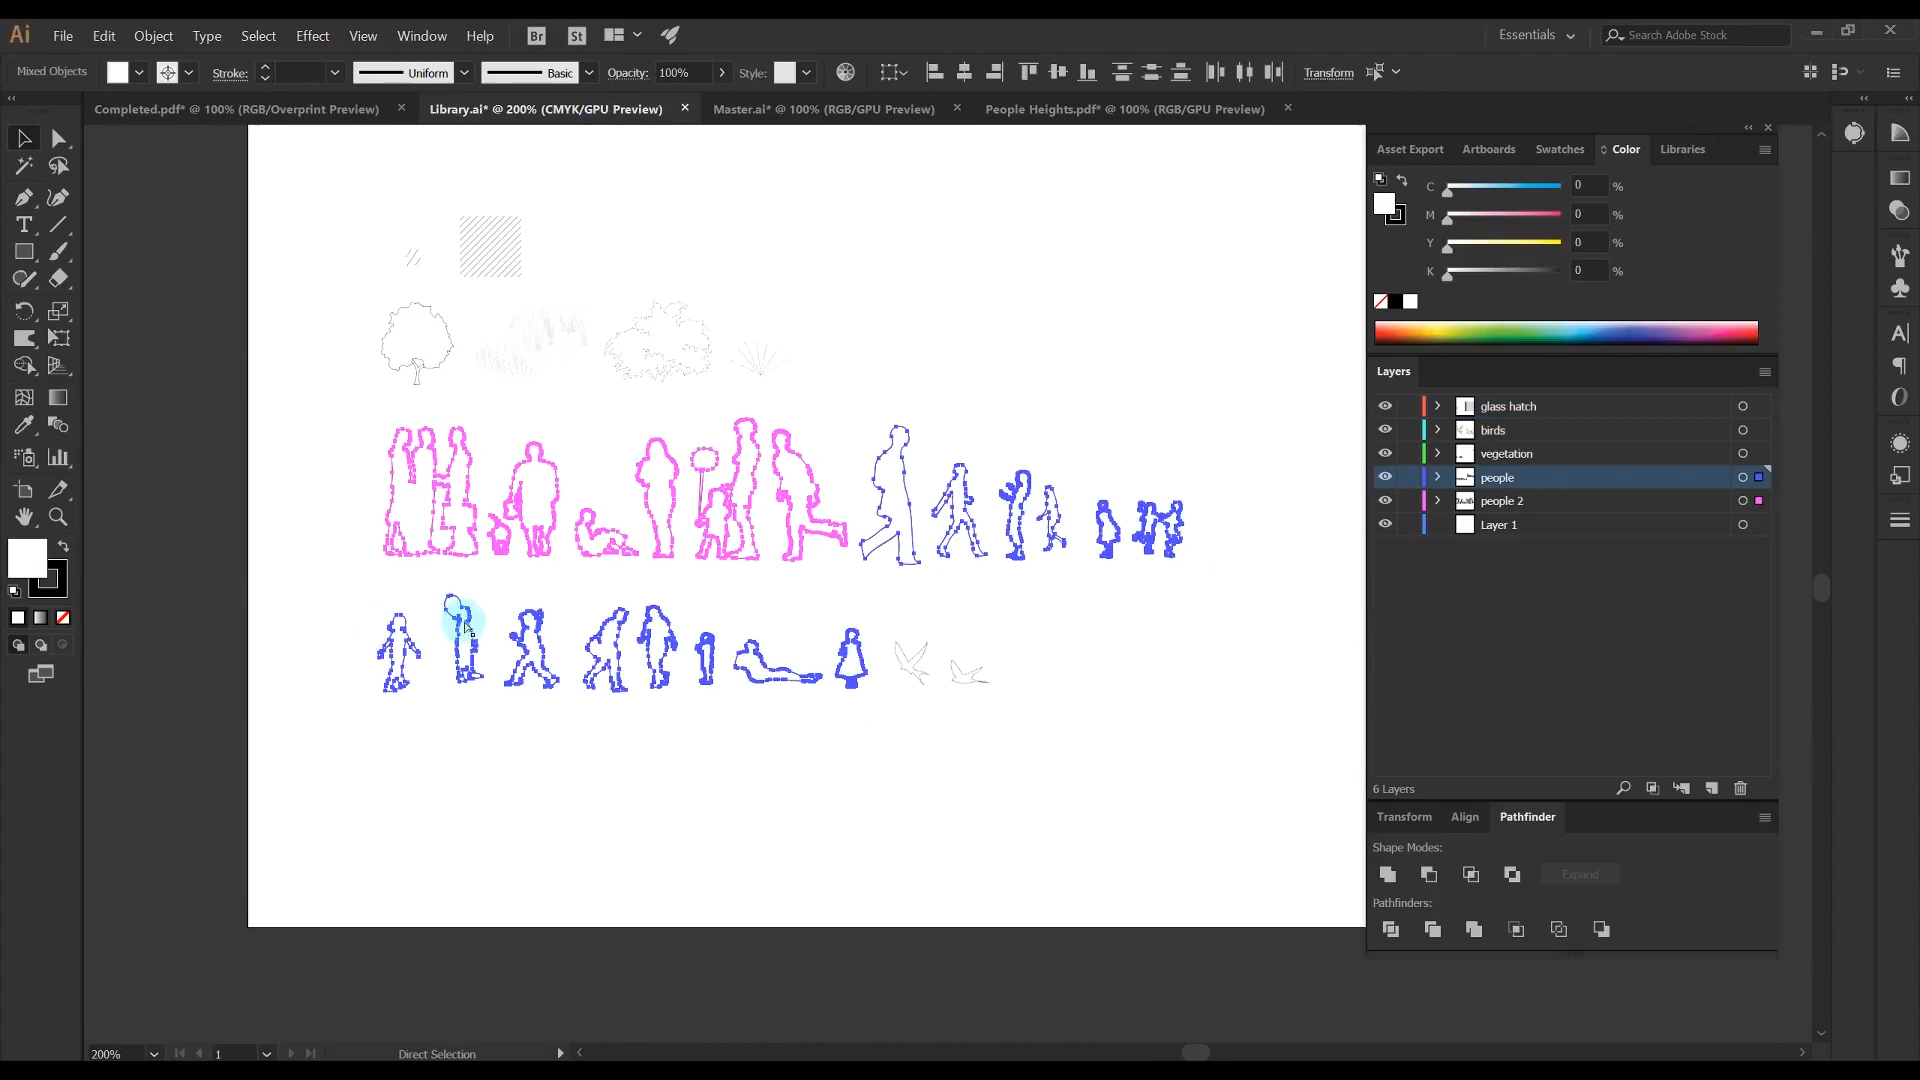 Ai File Edit Object Type Select Effect View Window Help Br St Essentials Search Adobe Stock
Mixed Objects Stroke: Uniform Basic Opacity: 100% Style: Transform
Completed.pdf* @ 100% (RGB/Overprint Preview) Library.ai* @ 200% (CMYK/GPU Preview) Master.ai* @ 100% (RGB/GPU Preview) People Heights.pdf* @ 100% (RGB/GPU Preview)
Asset Export Artboards Swatches Color Libraries
C 0 %
M 0 %
Y 0 %
K 0 %
Layers
glass hatch
birds
vegetation
people
people 2
Layer 1
6 Layers
Transform Align Pathfinder
Shape Modes:
Expand
Pathfinders:
200% 1 Direct Selection